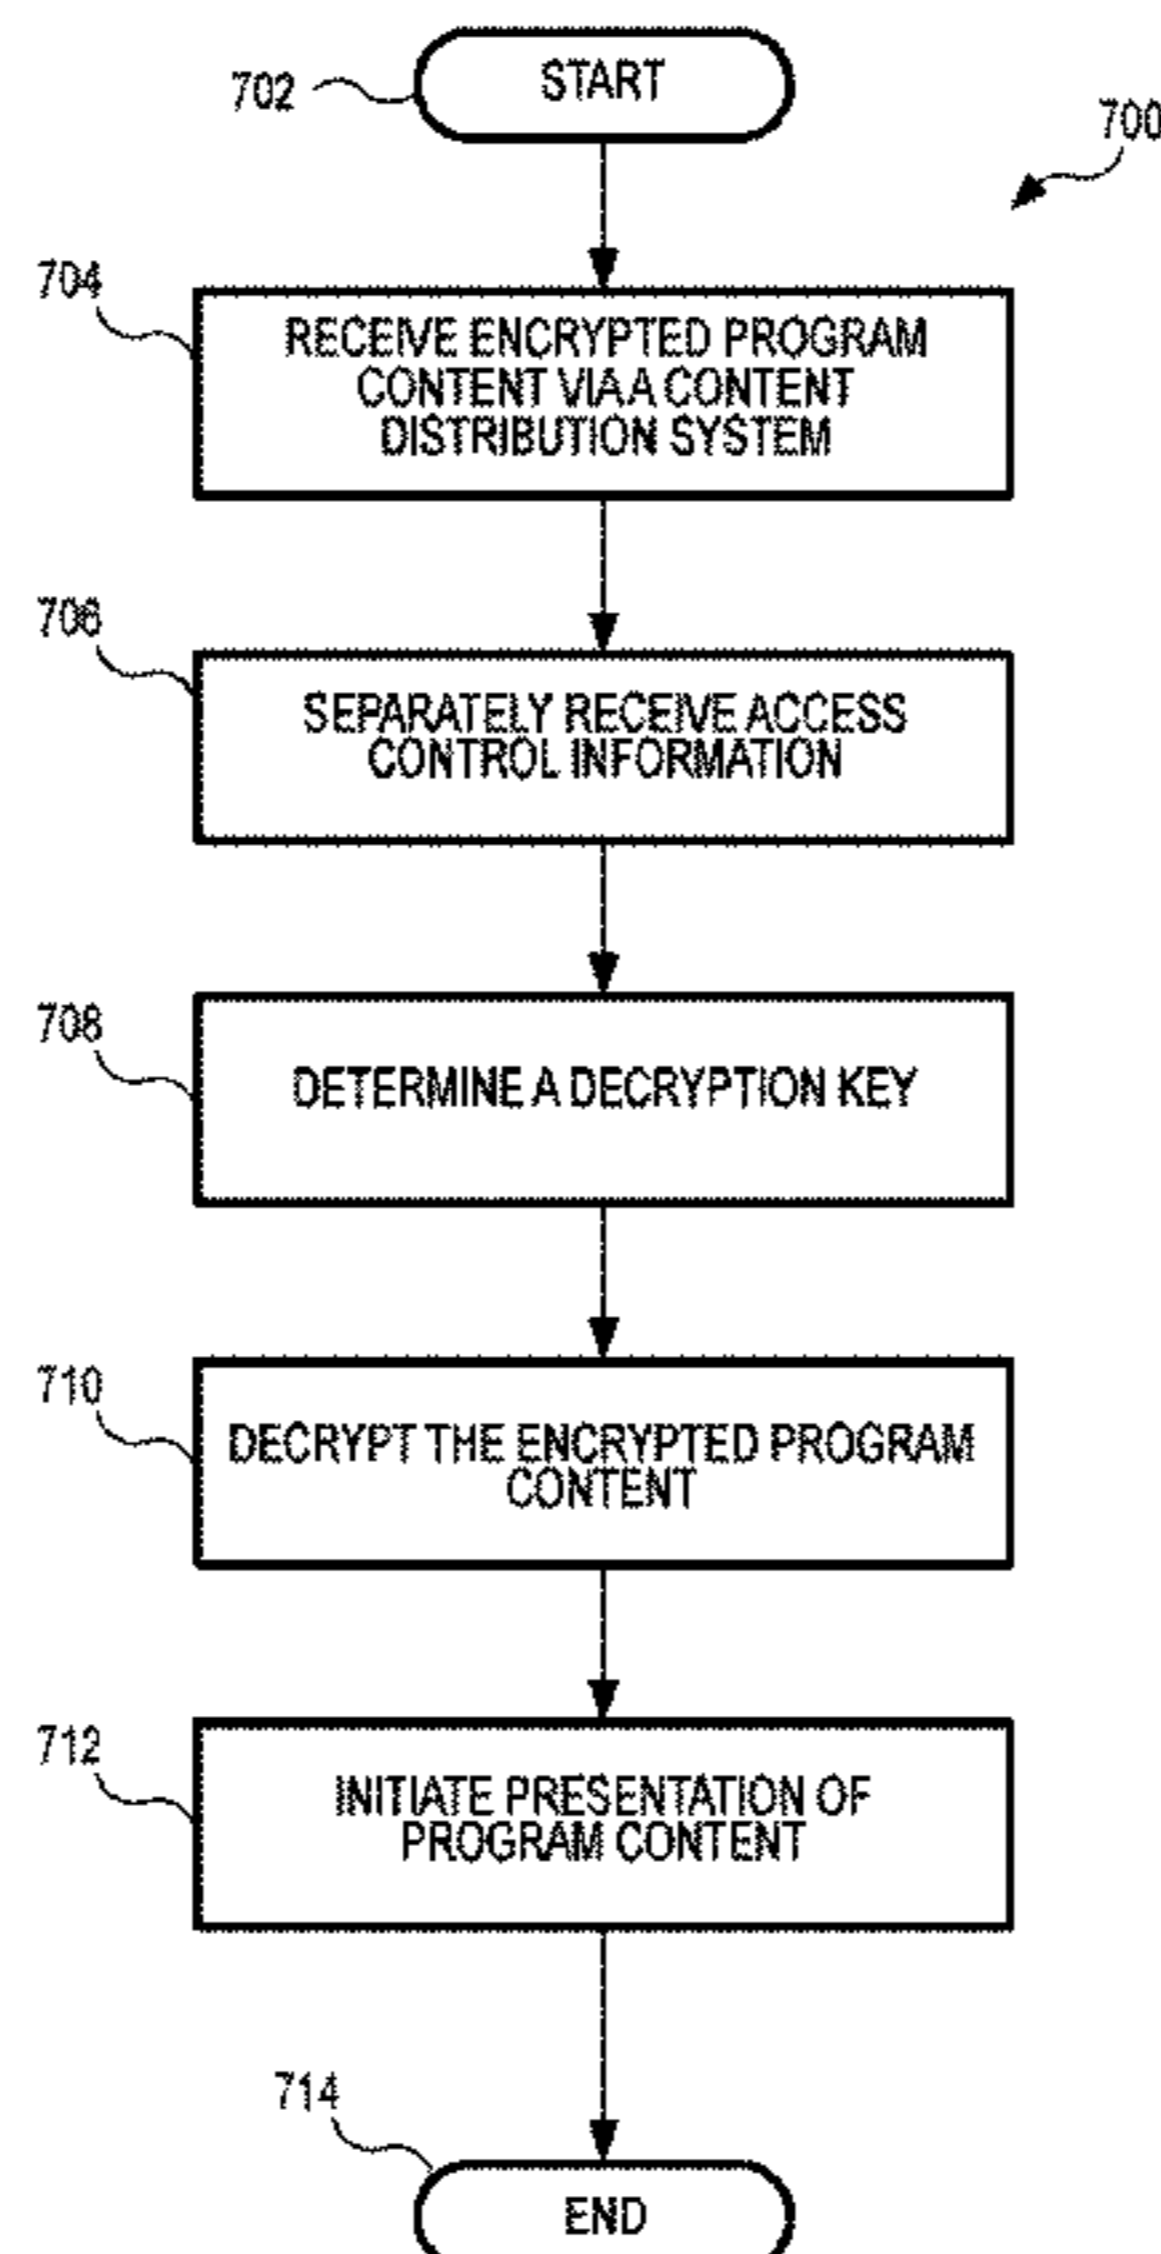 702
START
700
704
RECEIVE ENCRYPTED PROGRAM
CONTENT VIA A CONTENT
DISTRIBUTION SYSTEM
706
SEPARATELY RECEIVE ACCESS
CONTROL INFORMATION
708
DETERMINE A DECRYPTION KEY
710
DECRYPT THE ENCRYPTED PROGRAM
CONTENT
712
INITIATE PRESENTATION OF
PROGRAM CONTENT
714
END